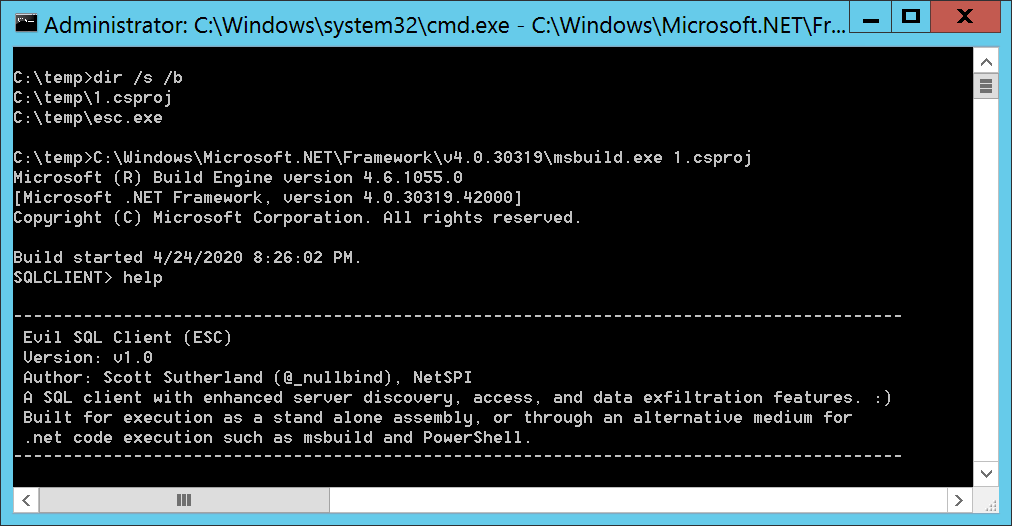 Administrator: C:\Windows\system32\cmd.exe - C:\Windows\Microsoft.NET\Fr...
C:\temp>dir /s /b
C:\temp\1.csproj
C:\temp\esc.exe
C:\temp>C:\Windows\Microsoft.NET\Framework\v4.0.30319\msbuild.exe 1.csproj
Microsoft (R) Build Engine version 4.6.1055.0
[Microsoft .NET Framework, version 4.0.30319.42000]
Copyright (C) Microsoft Corporation. All rights reserved.
Build started 4/24/2020 8:26:02 PM.
SQLCLIENT> help
-----------------------------------------------------------------------------------------
Evil SQL Client (ESC)
Version: v1.0
Author: Scott Sutherland (@_nullbind), NetSPI
A SQL client with enhanced server discovery, access, and data exfiltration features. :)
Built for execution as a stand alone assembly, or through an alternative medium for
.net code execution such as msbuild and PowerShell.
-----------------------------------------------------------------------------------------